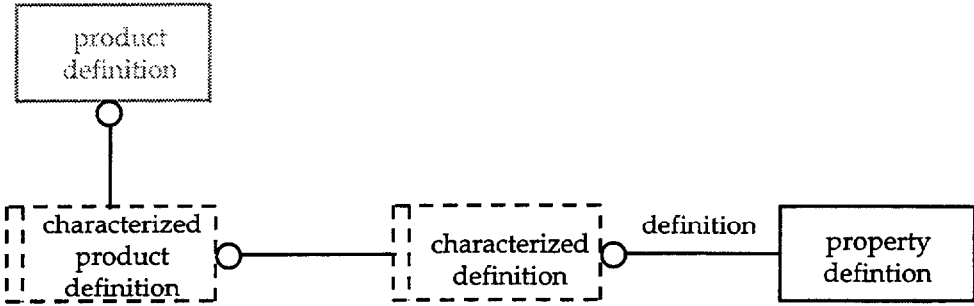 product
definition
characterized
product
definition
characterized
definition
definition
property
defintion